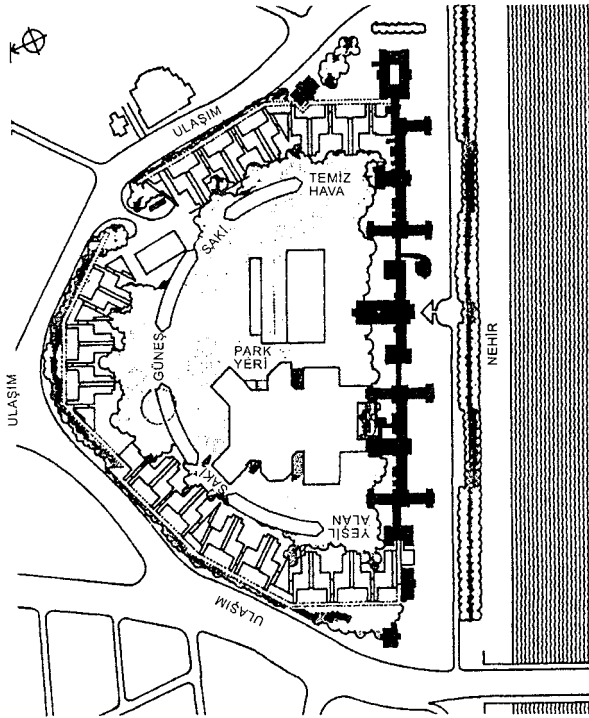 ULAŞIM
TEMİZ
HAVA
SAKİ
GÜNEŞ
PARK
YERİ
NEHİR
ULAŞIM
SAKİ
YEŞİL
ALAN
ULAŞIM